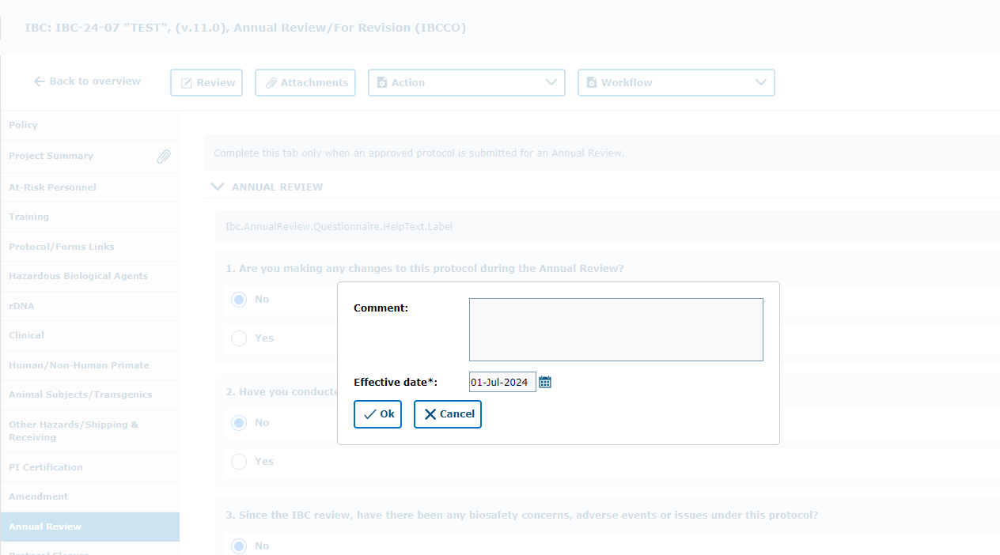 IBC: IBC-24-07 "TEST", (v.11.0), Annual Review/For Revision (IBCCO)
Back to overview
Review
Attachments
Action
Workflow
Policy
Project Summary
At-Risk Personnel
Training
Protocol/Forms Links
Hazardous Biological Agents
rDNA
Clinical
Human/Non-Human Primate
Animal Subjects/Transgenics
Other Hazards/Shipping &
Receiving
PI Certification
Amendment
Annual Review
Protocol Closure
Complete this tab only when an approved protocol is submitted for an Annual Review.
ANNUAL REVIEW
Ibc.AnnualReview.Questionnaire.HelpText.Label
1. Are you making any changes to this protocol during the Annual Review?
No
Yes
2. Have you conducte
No
Yes
3. Since the IBC review, have there been any biosafety concerns, adverse events or issues under this protocol?
No
Comment:
Effective date*:
01-Jul-2024
Ok
Cancel